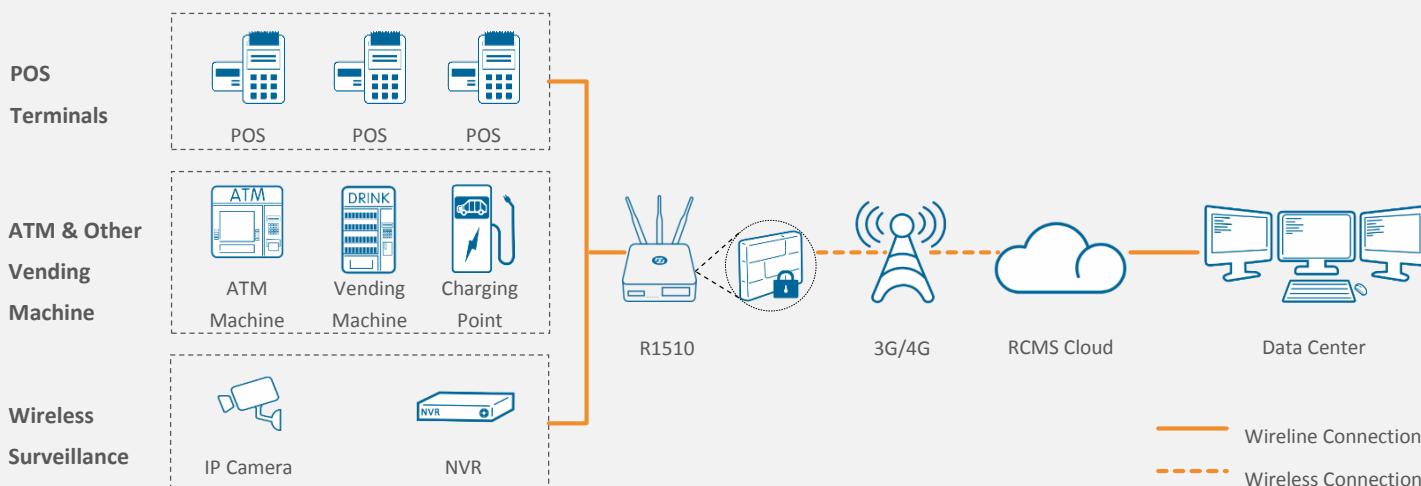 POS
Terminals
POS
POS
POS
ATM & Other
Vending
Machine
ATM
DRINK
ATM
Machine
Vending
Machine
Charging
Point
R1510
3G/4G
RCMS Cloud
Data Center
Wireless
Surveillance
NVR
IP Camera
NVR
Wireline Connection
Wireless Connection